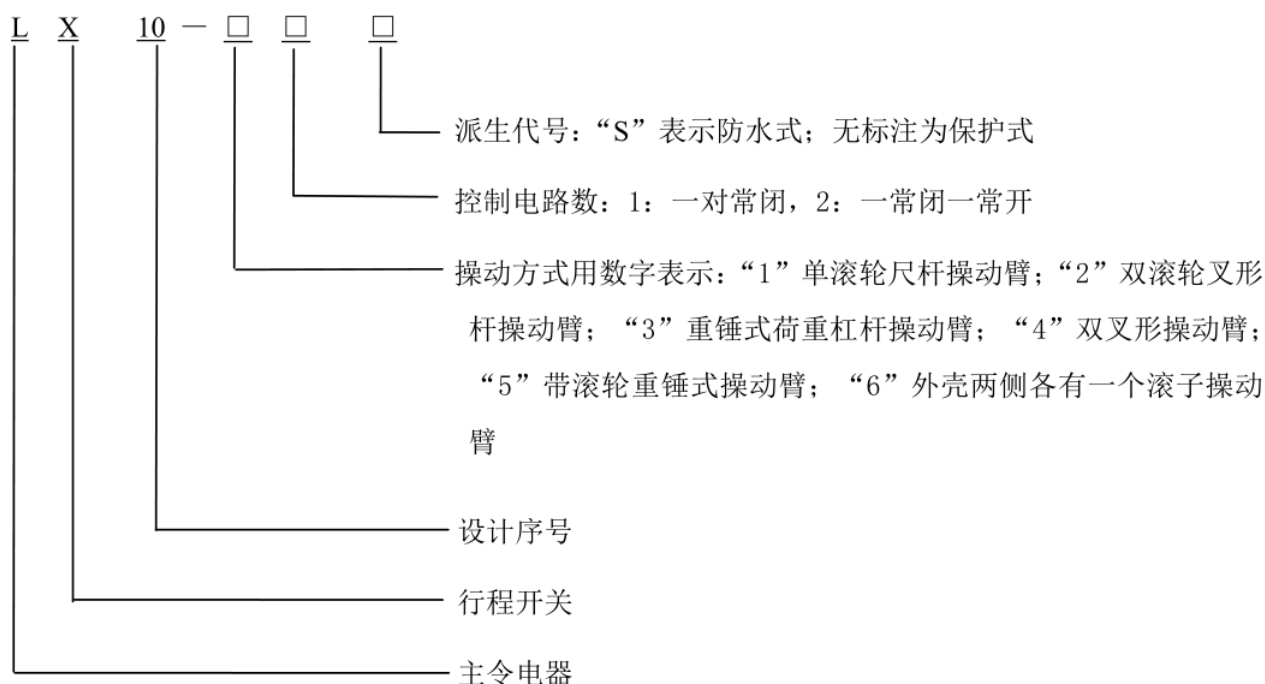 L X 10－□ □ □
派生代号：“S”表示防水式；无标注为保护式
控制电路数：1：一对常闭，2：一常闭一常开
操动方式用数字表示：“1”单滚轮尺杆操动臂；“2”双滚轮叉形
杆操动臂；“3”重锤式荷重杠杆操动臂；“4”双叉形操动臂；
“5”带滚轮重锤式操动臂；“6”外壳两侧各有一个滚子操动
臂
设计序号
行程开关
主令电器